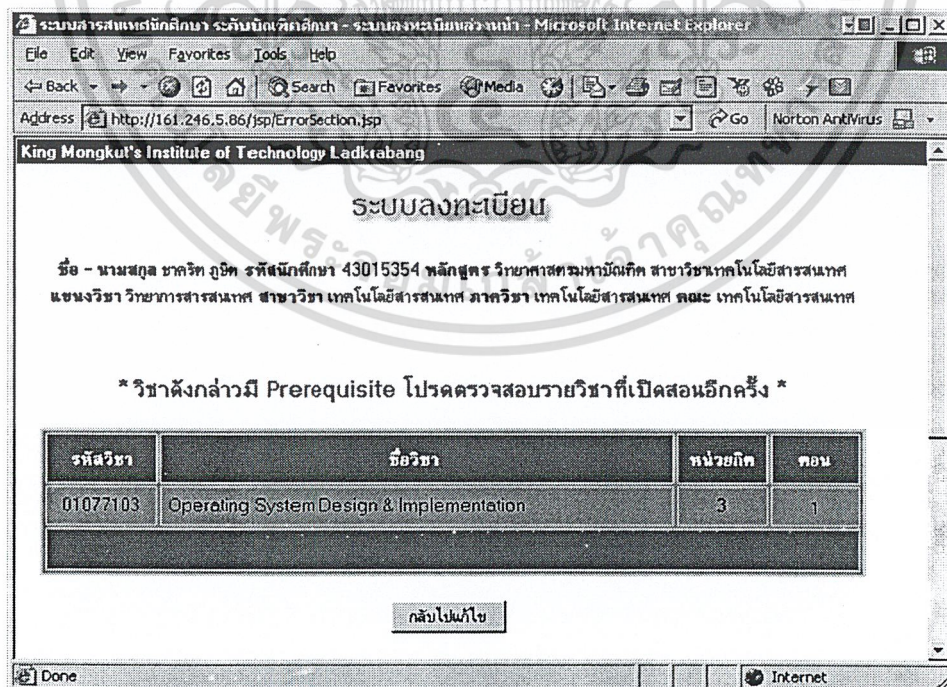 ระบบสารสนเทศนักศึกษา ระดับบัณฑิตศึกษา - ระบบลงทะเบียนล่วงหน้า - Microsoft Internet Explorer
File Edit View Favorites Tools Help
Back Search Favorites Media
Address http://161.246.5.86/jsp/ErrorSection.jsp Go Norton AntiVirus
King Mongkut's Institute of Technology Ladkrabang
ระบบลงทะเบียน
ชื่อ - นามสกุล ชาคริต ภูษิต รหัสนักศึกษา 43015354 หลักสูตร วิทยาศาสตรมหาบัณฑิต สาขาวิชาเทคโนโลยีสารสนเทศ
แขนงวิชา วิทยาการสารสนเทศ สาขาวิชา เทคโนโลยีสารสนเทศ ภาควิชา เทคโนโลยีสารสนเทศ คณะ เทคโนโลยีสารสนเทศ
* วิชาดังกล่าวมี Prerequisite โปรดตรวจสอบรายวิชาที่เปิดสอนอีกครั้ง *
รหัสวิชา ชื่อวิชา หน่วยกิต ตอน
01077103 Operating System Design & Implementation 3 1
กลับไปแก้ไข
Done Internet